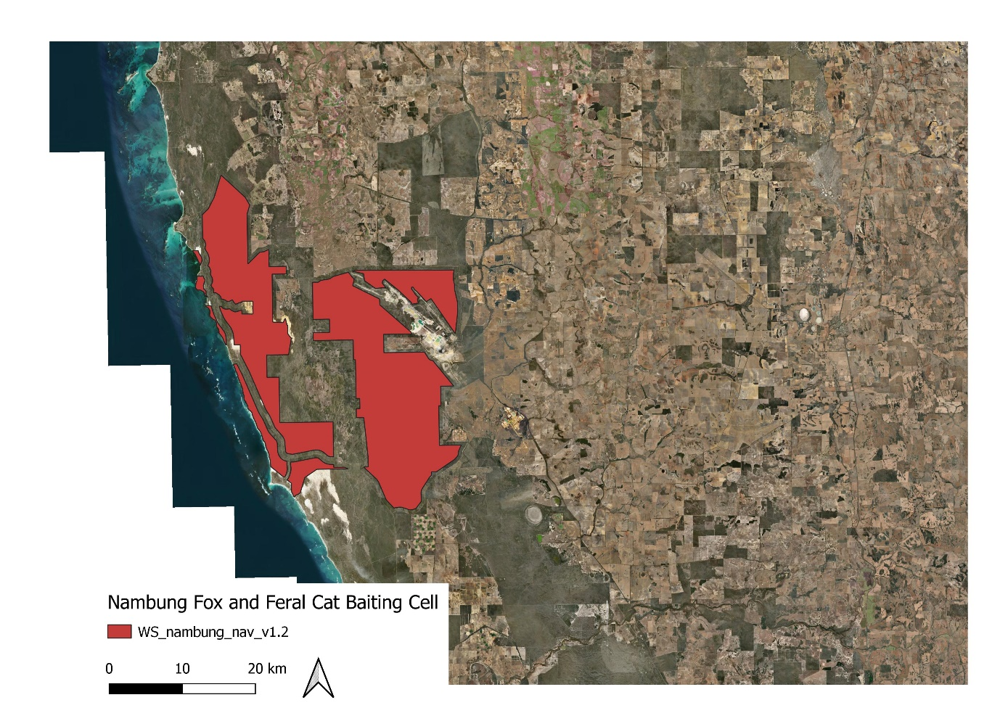 Nambung Fox and Feral Cat Baiting Cell
WS_nambung_nav_v1.2
0 10 20 km